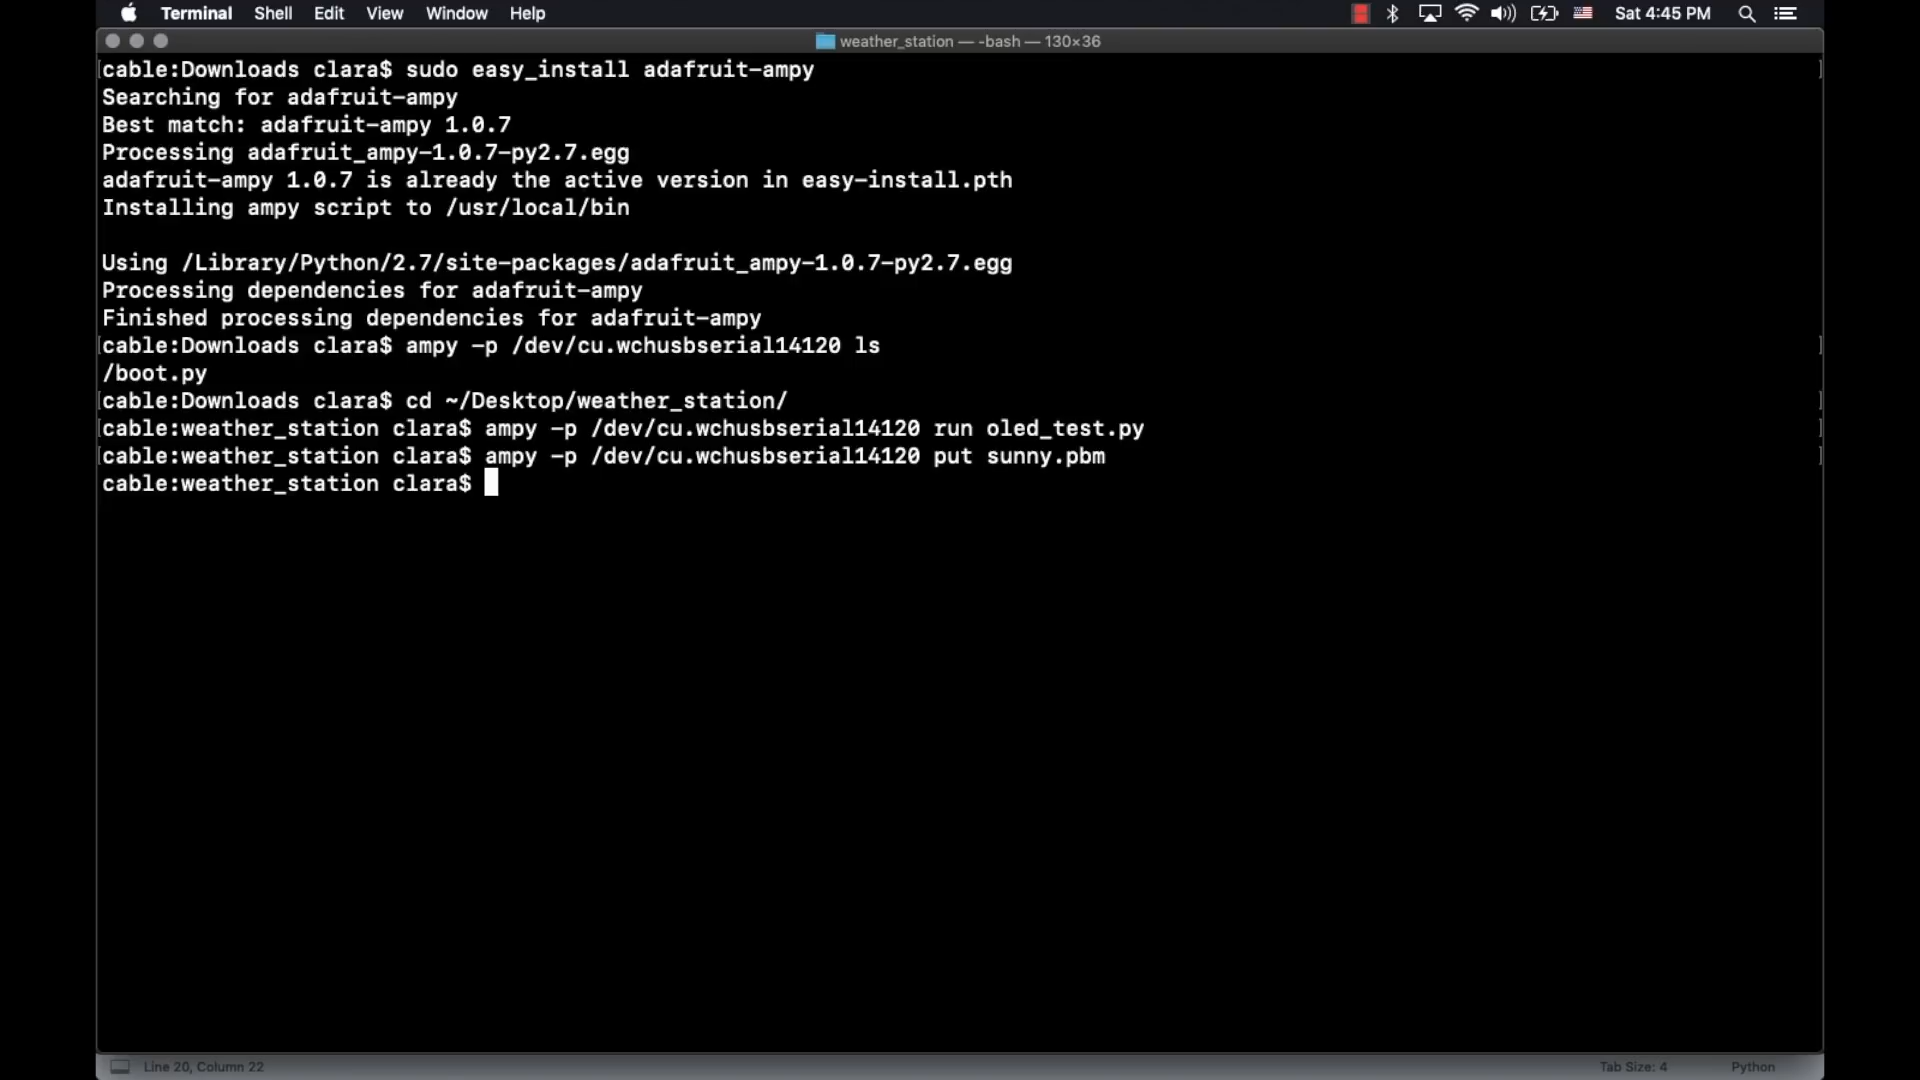 Terminal Shell Edit View Window Help Sat 4:45 PM
weather_station — -bash — 130×36
cable:Downloads clara$ sudo easy_install adafruit-ampy
Searching for adafruit-ampy
Best match: adafruit-ampy 1.0.7
Processing adafruit_ampy-1.0.7-py2.7.egg
adafruit-ampy 1.0.7 is already the active version in easy-install.pth
Installing ampy script to /usr/local/bin
Using /Library/Python/2.7/site-packages/adafruit_ampy-1.0.7-py2.7.egg
Processing dependencies for adafruit-ampy
Finished processing dependencies for adafruit-ampy
cable:Downloads clara$ ampy -p /dev/cu.wchusbserial14120 ls
/boot.py
cable:Downloads clara$ cd ~/Desktop/weather_station/
cable:weather_station clara$ ampy -p /dev/cu.wchusbserial14120 run oled_test.py
cable:weather_station clara$ ampy -p /dev/cu.wchusbserial14120 put sunny.pbm
cable:weather_station clara$
Line 20, Column 22 Tab Size: 4 Python